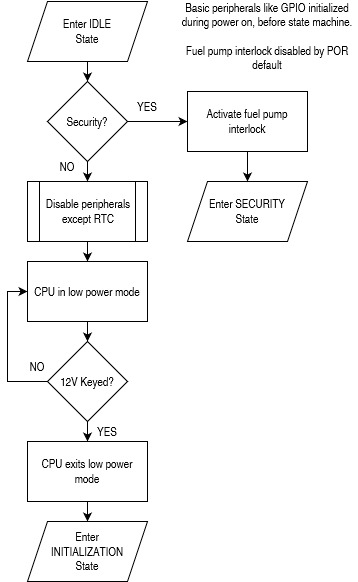 Enter IDLE
State
Basic peripherals like GPIO initialized
during power on, before state machine.
Fuel pump interlock disabled by POR
default
Security?
YES
Activate fuel pump
interlock
NO
Disable peripherals
except RTC
Enter SECURITY
State
CPU in low power mode
NO
12V Keyed?
YES
CPU exits low power
mode
Enter
INITIALIZATION
State